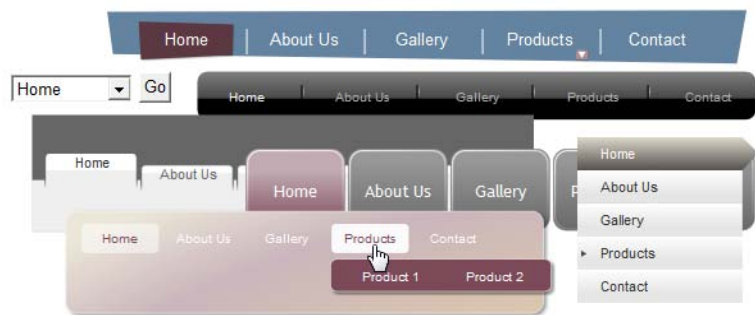 Home About Us Gallery Products Contact
Home Go
Home About Us Gallery Products Contact
Home About Us
Home About Us Gallery P
Home
About Us
Gallery
Products
Contact
Home About Us Gallery Products Contact
Product 1 Product 2